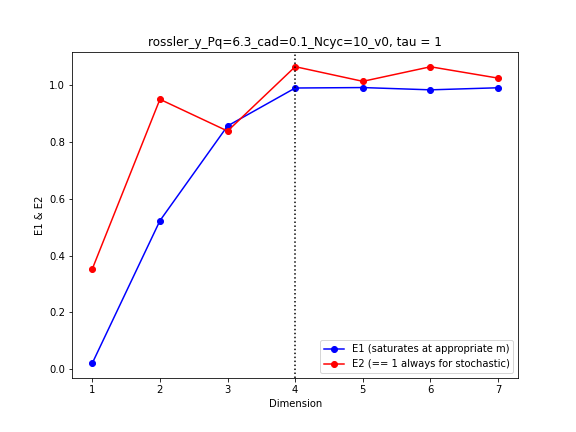 rossler_y_Pq=6.3_cad=0.1_Ncyc=10_v0, tau = 1
E1 & E2
1.0
0.8
0.6
0.4
0.2
0.0
E1 (saturates at appropriate m)
E2 (== 1 always for stochastic)
1 2 3 4 5 6 7
Dimension